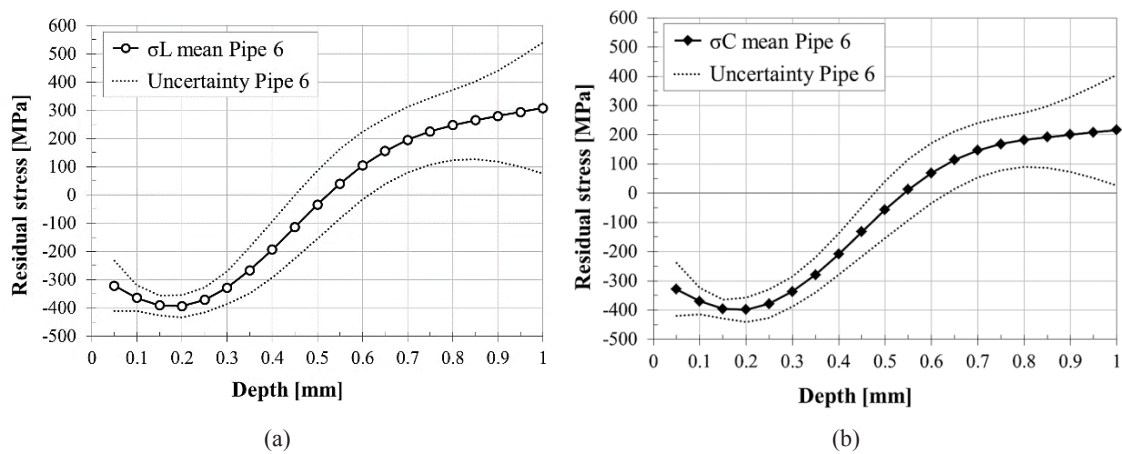 600
500
400
300
200
100
0
-100
-200
-300
-400
-500
Residual stress [MPa]
σL mean Pipe 6
Uncertainty Pipe 6
0 0.1 0.2 0.3 0.4 0.5 0.6 0.7 0.8 0.9 1
Depth [mm]
(a)
600
500
400
300
200
100
0
-100
-200
-300
-400
-500
Residual stress [MPa]
σC mean Pipe 6
Uncertainty Pipe 6
0 0.1 0.2 0.3 0.4 0.5 0.6 0.7 0.8 0.9 1
Depth [mm]
(b)